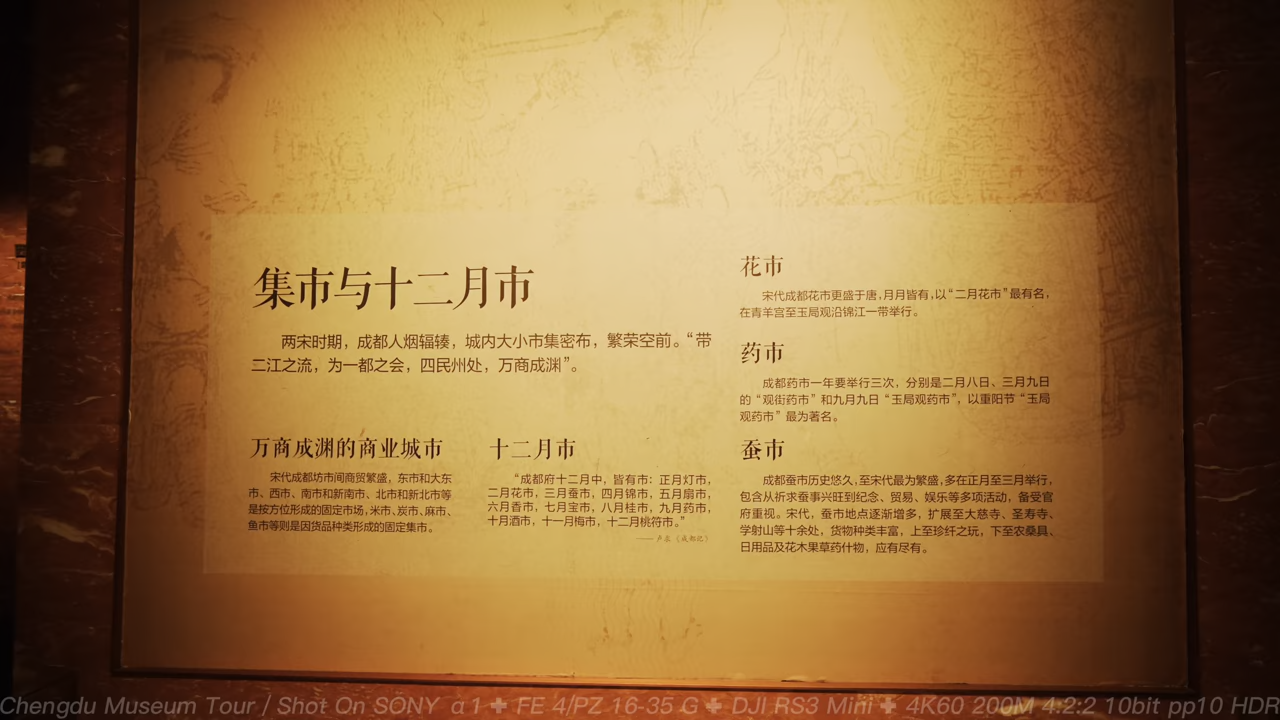 集市与十二月市
两宋时期，成都人烟辐辏，城内大小市集密布，繁荣空前。“带
二江之流，为一都之会，四民州处，万商成渊”。
万商成渊的商业城市
宋代成都坊市间商贸繁盛，东市和大东
市、西市、南市和新南市、北市和新北市等
是按方位形成的固定市场，米市、炭市、麻市、
鱼市等则是因货品种类形成的固定集市。
十二月市
“成都府十二月中，皆有市：正月灯市，
二月花市，三月蚕市，四月锦市，五月扇市，
六月香市，七月宝市，八月桂市，九月药市，
十月酒市，十一月梅市，十二月桃符市。”
——卢求《成都记》
花市
宋代成都花市更盛于唐，月月皆有，以“二月花市”最有名，
在青羊宫至玉局观沿锦江一带举行。
药市
成都药市一年要举行三次，分别是二月八日、三月九日
的“观街药市”和九月九日“玉局观药市”，以重阳节“玉局
观药市”最为著名。
蚕市
成都蚕市历史悠久，至宋代最为繁盛，多在正月至三月举行，
包含从祈求蚕事兴旺到纪念、贸易、娱乐等多项活动，备受官
府重视。宋代，蚕市地点逐渐增多，扩展至大慈寺、圣寿寺、
学射山等十余处，货物种类丰富，上至珍纤之玩，下至农桑具、
日用品及花木果草药什物，应有尽有。
Chengdu Museum Tour / Shot On SONY α1 ✚ FE 4/PZ 16-35 G ✚ DJI RS3 Mini ✚ 4K60 200M 4:2:2 10bit pp10 HDR